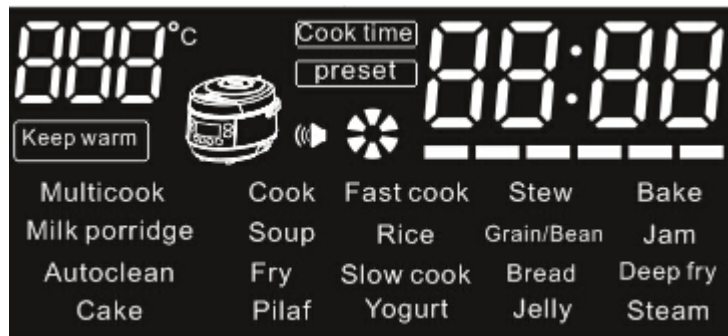 888°C Cook time 88:88
preset
Keep warm
Multicook Cook Fast cook Stew Bake
Milk porridge Soup Rice Grain/Bean Jam
Autoclean Fry Slow cook Bread Deep fry
Cake Pilaf Yogurt Jelly Steam